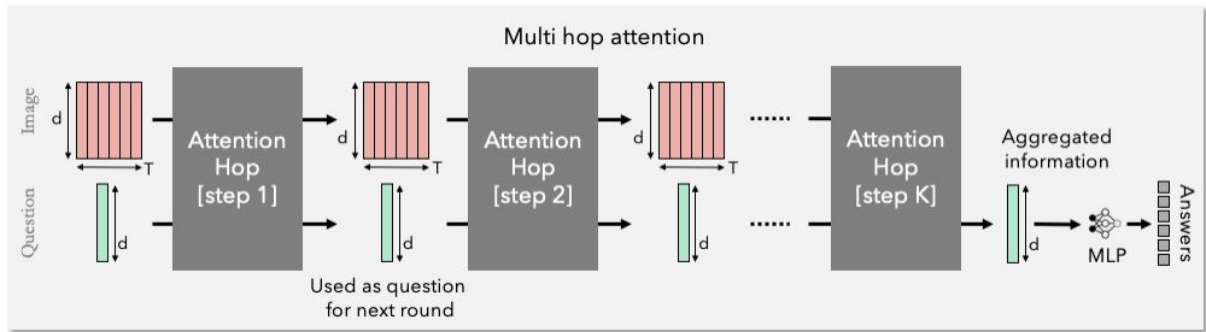 Multi hop attention
Image
d
T
Question
d
Attention
Hop
[step 1]
d
T
d
Used as question
for next round
Attention
Hop
[step 2]
d
T
d
......
......
Attention
Hop
[step K]
Aggregated
information
d
MLP
Answers